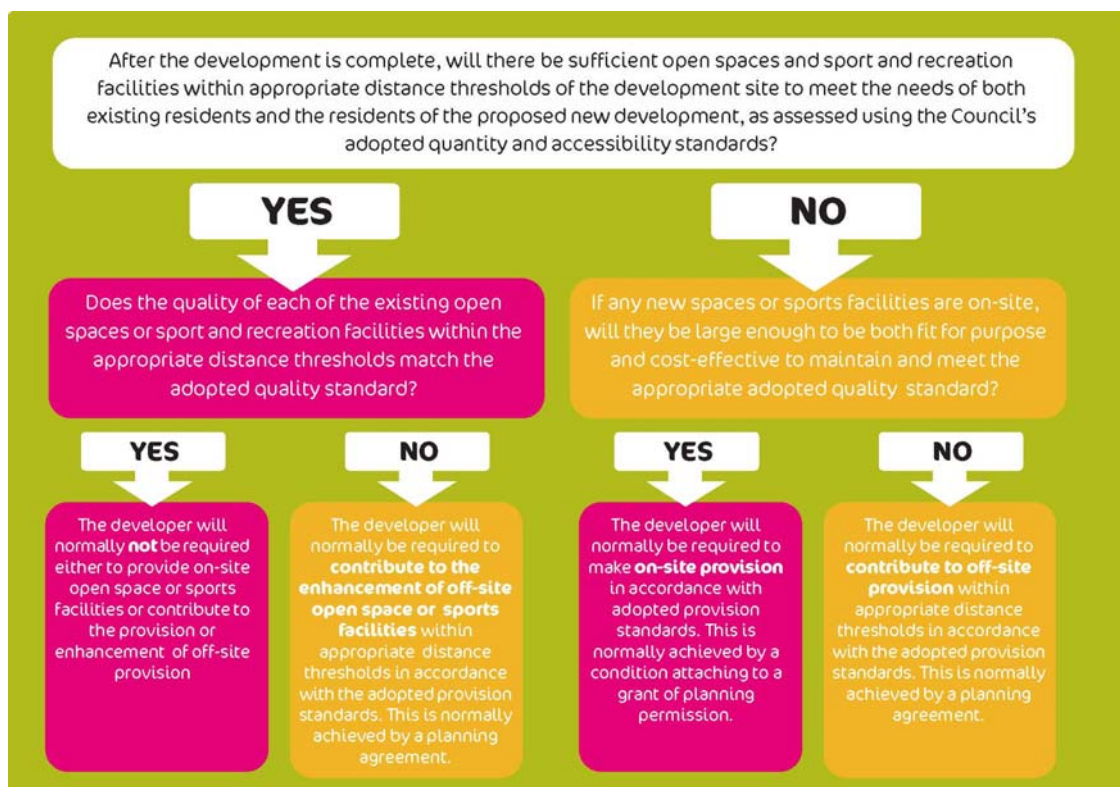 After the development is complete, will there be sufficient open spaces and sport and recreation
facilities within appropriate distance thresholds of the development site to meet the needs of both
existing residents and the residents of the proposed new development, as assessed using the Council's
adopted quantity and accessibility standards?
YES
NO
Does the quality of each of the existing open
spaces or sport and recreation facilities within the
appropriate distance thresholds match the
adopted quality standard?
If any new spaces or sports facilities are on-site,
will they be large enough to be both fit for purpose
and cost-effective to maintain and meet the
appropriate adopted quality standard?
YES
NO
YES
NO
The developer will
normally not be required
either to provide on-site
open space or sports
facilities or contribute to
the provision or
enhancement of off-site
provision
The developer will
normally be required to
contribute to the
enhancement of off-site
open space or sports
facilities within
appropriate distance
thresholds in accordance
with the adopted provision
standards. This is normally
achieved by a planning
agreement.
The developer will
normally be required to
make on-site provision
in accordance with
adopted provision
standards. This is
normally achieved by a
condition attaching to a
grant of planning
permission.
The developer will
normally be required to
contribute to off-site
provision within
appropriate distance
thresholds in accordance
with the adopted provision
standards. This is normally
achieved by a planning
agreement.